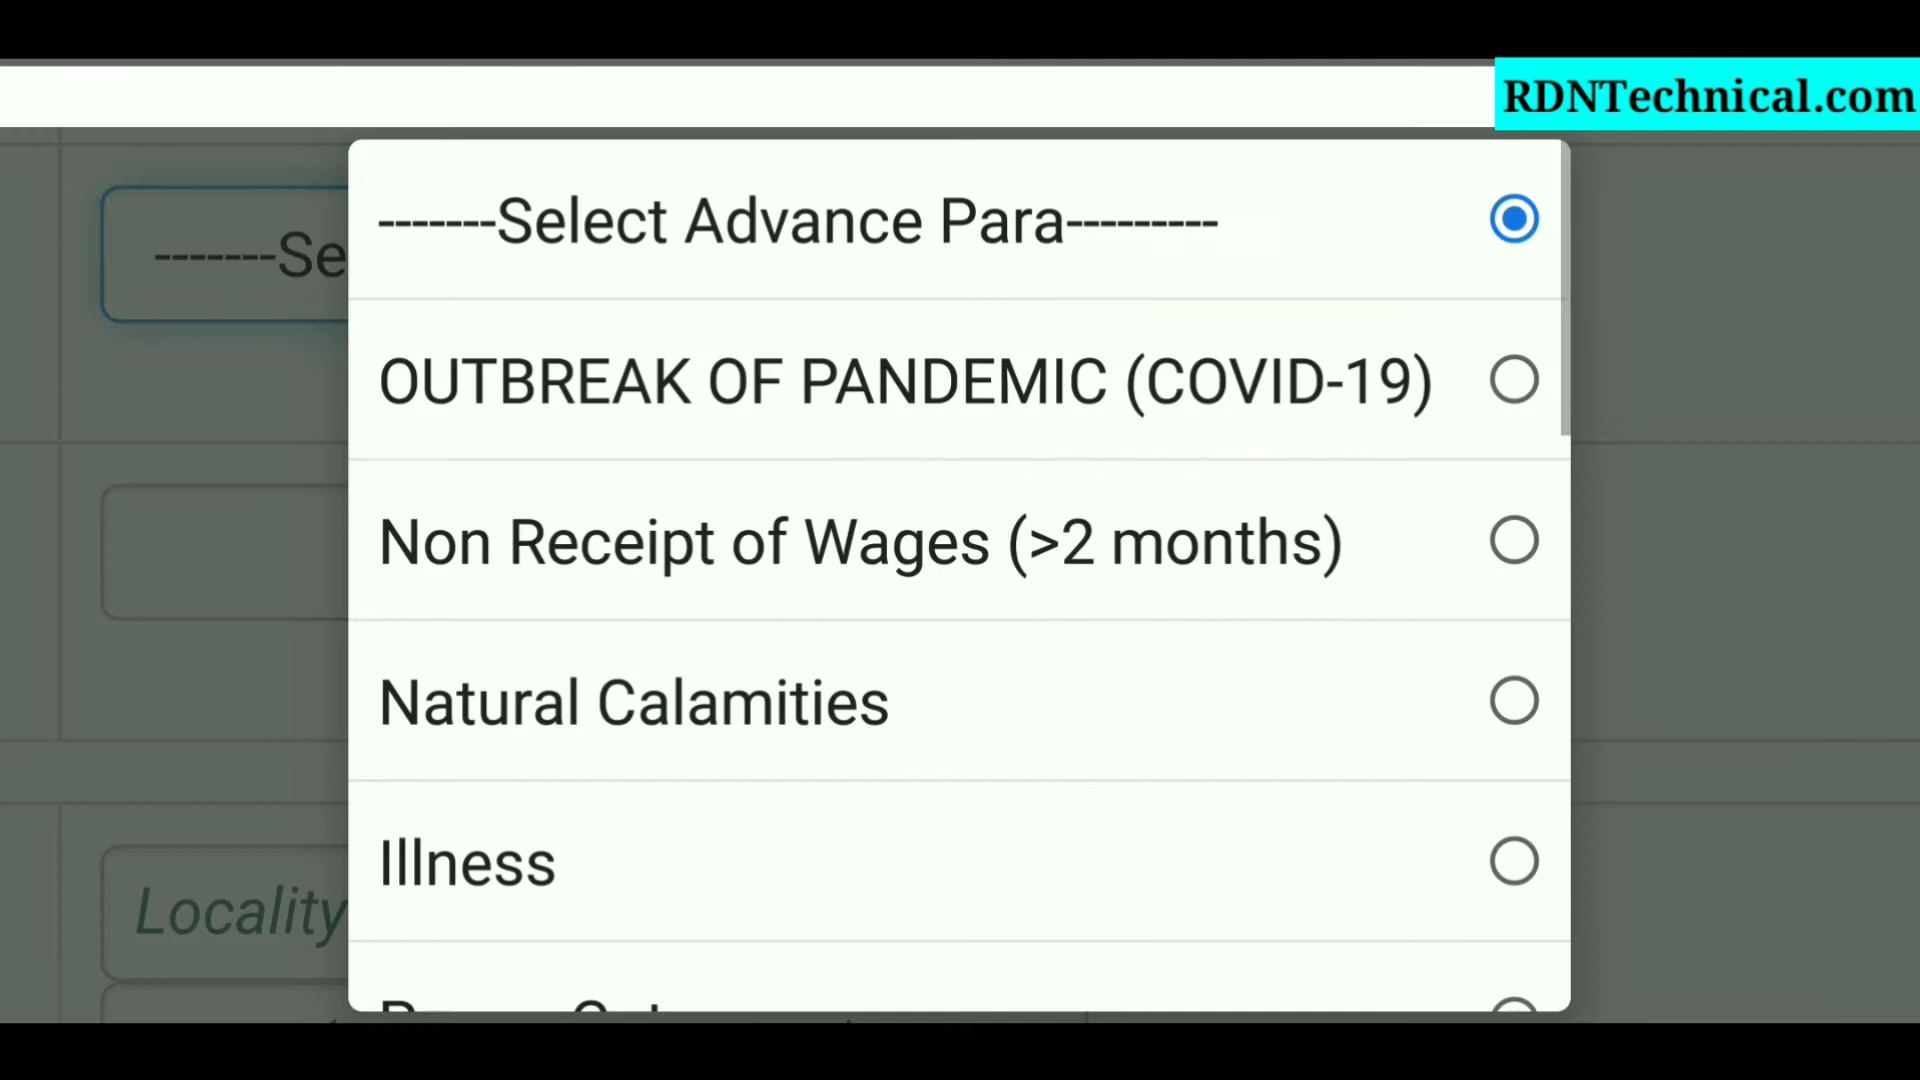 RDNTechnical.com
-------Select Advance Para---------
-------Se
OUTBREAK OF PANDEMIC (COVID-19)
Non Receipt of Wages (>2 months)
Natural Calamities
Illness
Locality